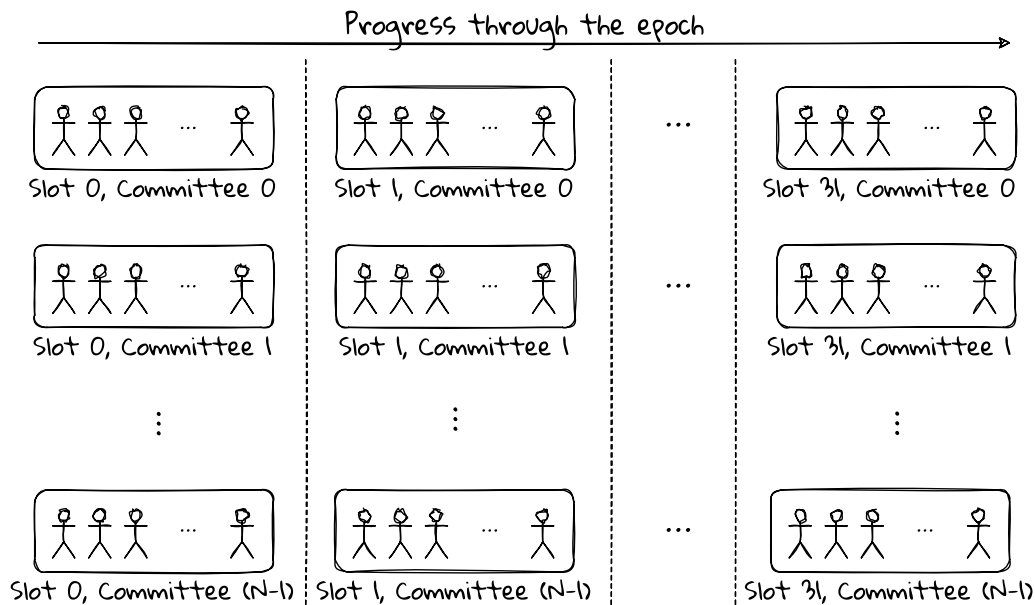 Progress through the epoch
... ... ... ...
Slot 0, Committee 0 Slot 1, Committee 0 Slot 31, Committee 0
... ... ... ...
Slot 0, Committee 1 Slot 1, Committee 1 Slot 31, Committee 1
... ... ... ...
Slot 0, Committee (N-1) Slot 1, Committee (N-1) Slot 31, Committee (N-1)